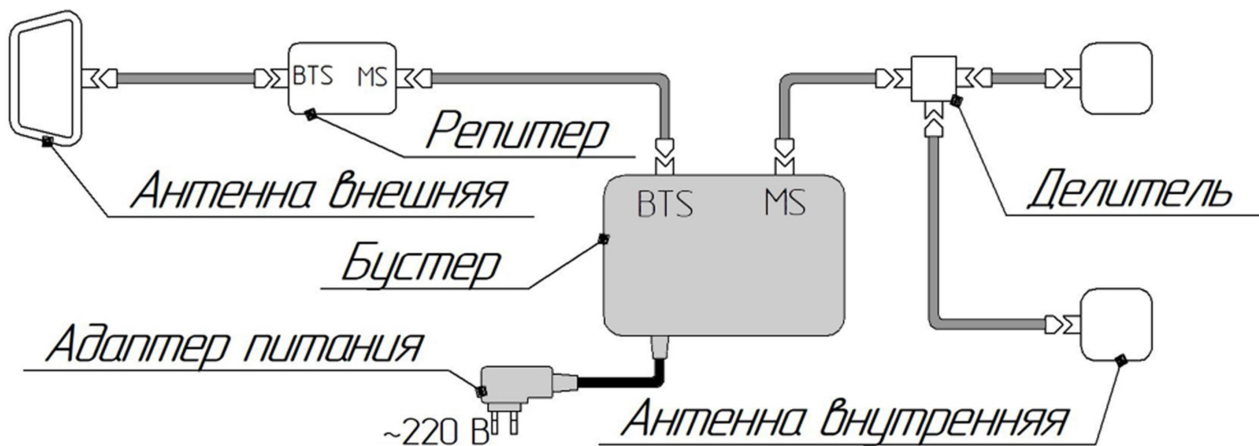 BTS MS
Репитер
Антенна внешняя
BTS MS
Делитель
Бустер
Адаптер питания
~220 В
Антенна внутренняя